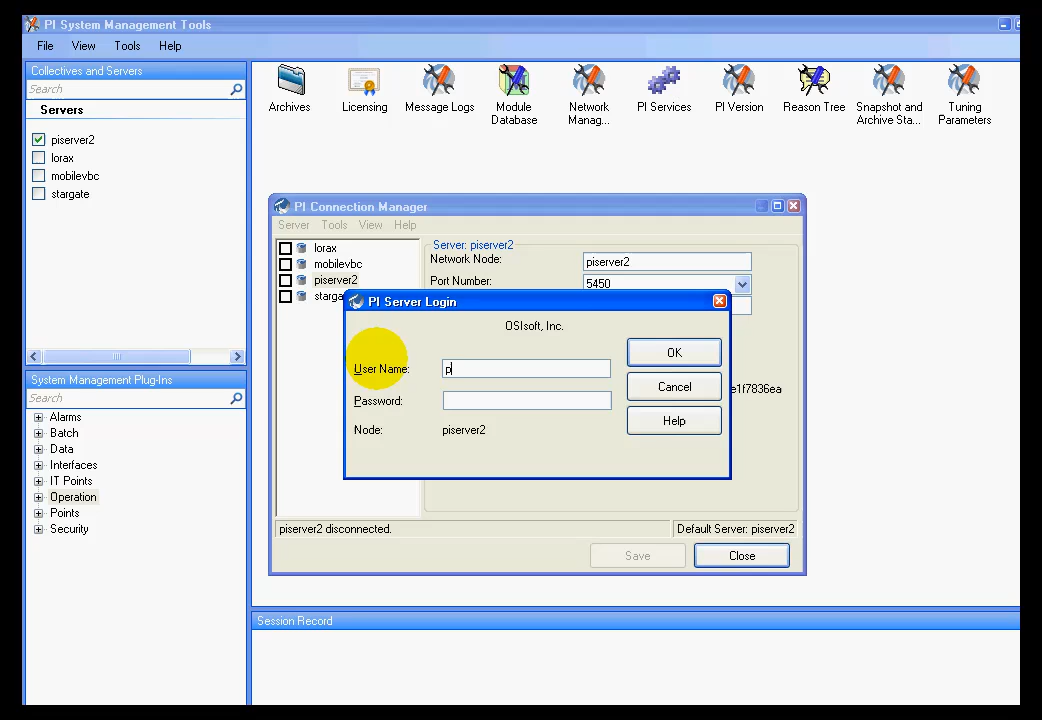 PI System Management Tools
File View Tools Help
Collectives and Servers
Search
Servers
piserver2
lorax
mobilevbc
stargate
System Management Plug-Ins
Search
Alarms
Batch
Data
Interfaces
IT Points
Operation
Points
Security
Archives
Licensing
Message Logs
Module
Database
Network
Manag...
PI Services
PI Version
Reason Tree
Snapshot and
Archive Sta...
Tuning
Parameters
PI Connection Manager
Server Tools View Help
lorax
mobilevbc
piserver2
starga
Server: piserver2
Network Node: piserver2
Port Number: 5450
PI Server Login
OSIsoft, Inc.
User Name: p
Password:
Node: piserver2
OK
Cancel
Help
e1f7836ea
piserver2 disconnected.
Default Server: piserver2
Save
Close
Session Record